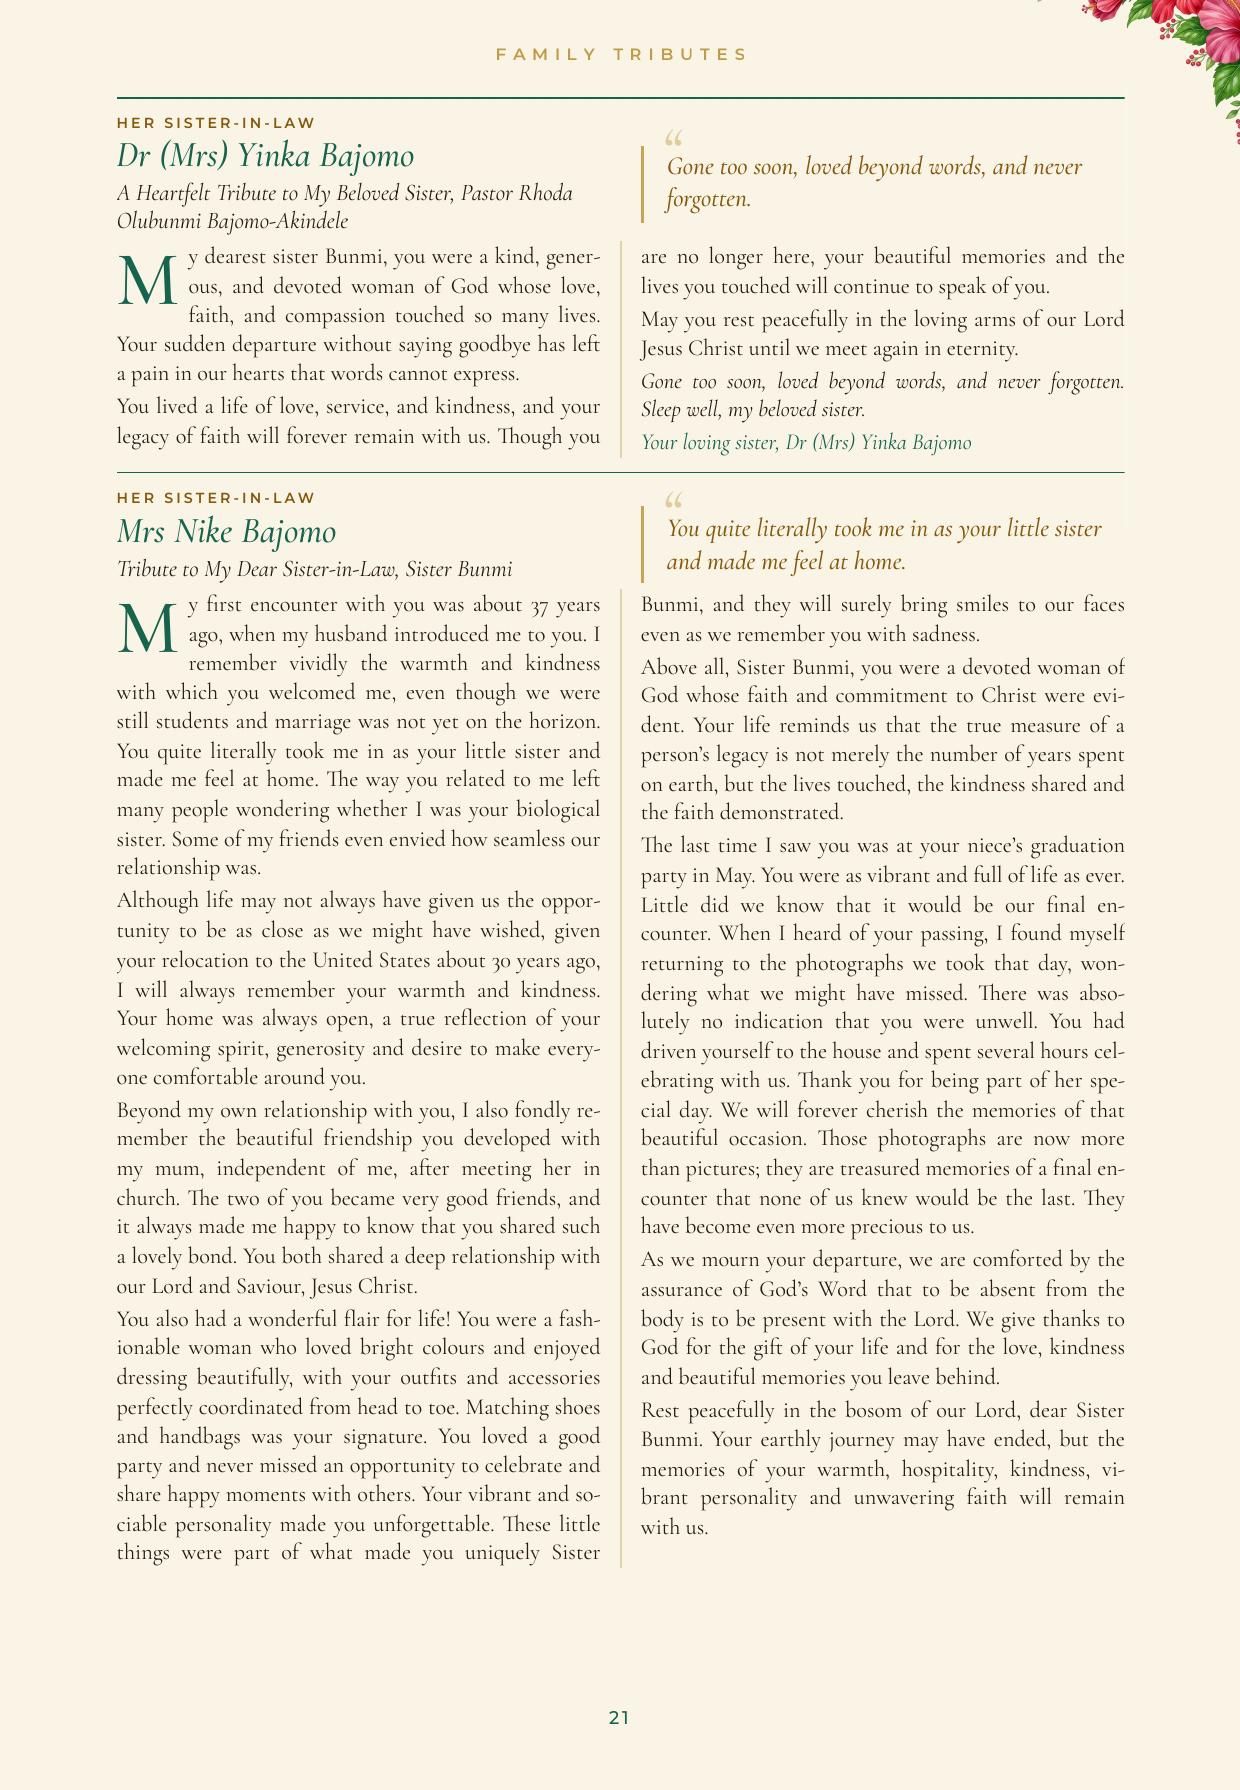 FAMILY TRIBUTES
HER SISTER-IN-LAW
Dr (Mrs) Yinka Bajomo
A Heartfelt Tribute to My Beloved Sister, Pastor Rhoda
Olubunmi Bajomo-Akindele
“
Gone too soon, loved beyond words, and never
forgotten.
My dearest sister Bunmi, you were a kind, gener-
ous, and devoted woman of God whose love,
faith, and compassion touched so many lives.
Your sudden departure without saying goodbye has left
a pain in our hearts that words cannot express.
You lived a life of love, service, and kindness, and your
legacy of faith will forever remain with us. Though you
are no longer here, your beautiful memories and the
lives you touched will continue to speak of you.
May you rest peacefully in the loving arms of our Lord
Jesus Christ until we meet again in eternity.
Gone too soon, loved beyond words, and never forgotten.
Sleep well, my beloved sister.
Your loving sister, Dr (Mrs) Yinka Bajomo
HER SISTER-IN-LAW
Mrs Nike Bajomo
Tribute to My Dear Sister-in-Law, Sister Bunmi
“
You quite literally took me in as your little sister
and made me feel at home.
My first encounter with you was about 37 years
ago, when my husband introduced me to you. I
remember vividly the warmth and kindness
with which you welcomed me, even though we were
still students and marriage was not yet on the horizon.
You quite literally took me in as your little sister and
made me feel at home. The way you related to me left
many people wondering whether I was your biological
sister. Some of my friends even envied how seamless our
relationship was.
Although life may not always have given us the oppor-
tunity to be as close as we might have wished, given
your relocation to the United States about 30 years ago,
I will always remember your warmth and kindness.
Your home was always open, a true reflection of your
welcoming spirit, generosity and desire to make every-
one comfortable around you.
Beyond my own relationship with you, I also fondly re-
member the beautiful friendship you developed with
my mum, independent of me, after meeting her in
church. The two of you became very good friends, and
it always made me happy to know that you shared such
a lovely bond. You both shared a deep relationship with
our Lord and Saviour, Jesus Christ.
You also had a wonderful flair for life! You were a fash-
ionable woman who loved bright colours and enjoyed
dressing beautifully, with your outfits and accessories
perfectly coordinated from head to toe. Matching shoes
and handbags was your signature. You loved a good
party and never missed an opportunity to celebrate and
share happy moments with others. Your vibrant and so-
ciable personality made you unforgettable. These little
things were part of what made you uniquely Sister
Bunmi, and they will surely bring smiles to our faces
even as we remember you with sadness.
Above all, Sister Bunmi, you were a devoted woman of
God whose faith and commitment to Christ were evi-
dent. Your life reminds us that the true measure of a
person’s legacy is not merely the number of years spent
on earth, but the lives touched, the kindness shared and
the faith demonstrated.
The last time I saw you was at your niece’s graduation
party in May. You were as vibrant and full of life as ever.
Little did we know that it would be our final en-
counter. When I heard of your passing, I found myself
returning to the photographs we took that day, won-
dering what we might have missed. There was abso-
lutely no indication that you were unwell. You had
driven yourself to the house and spent several hours cel-
ebrating with us. Thank you for being part of her spe-
cial day. We will forever cherish the memories of that
beautiful occasion. Those photographs are now more
than pictures; they are treasured memories of a final en-
counter that none of us knew would be the last. They
have become even more precious to us.
As we mourn your departure, we are comforted by the
assurance of God’s Word that to be absent from the
body is to be present with the Lord. We give thanks to
God for the gift of your life and for the love, kindness
and beautiful memories you leave behind.
Rest peacefully in the bosom of our Lord, dear Sister
Bunmi. Your earthly journey may have ended, but the
memories of your warmth, hospitality, kindness, vi-
brant personality and unwavering faith will remain
with us.
21